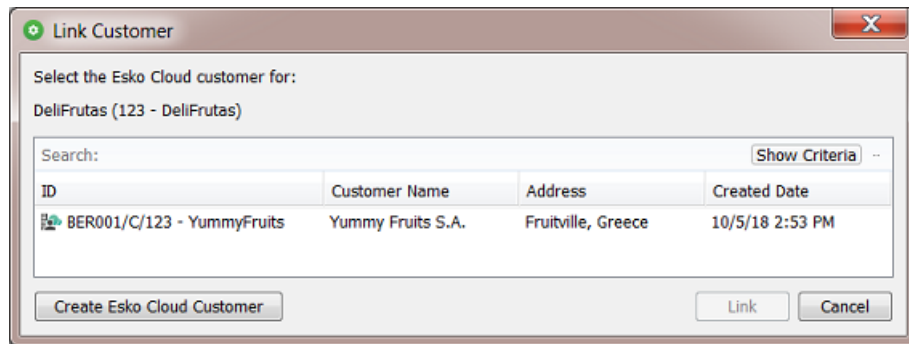 Link Customer
Select the Esko Cloud customer for:
DeliFrutas (123 - DeliFrutas)
Search: Show Criteria
ID Customer Name Address Created Date
BER001/C/123 - YummyFruits Yummy Fruits S.A. Fruitville, Greece 10/5/18 2:53 PM
Create Esko Cloud Customer Link Cancel